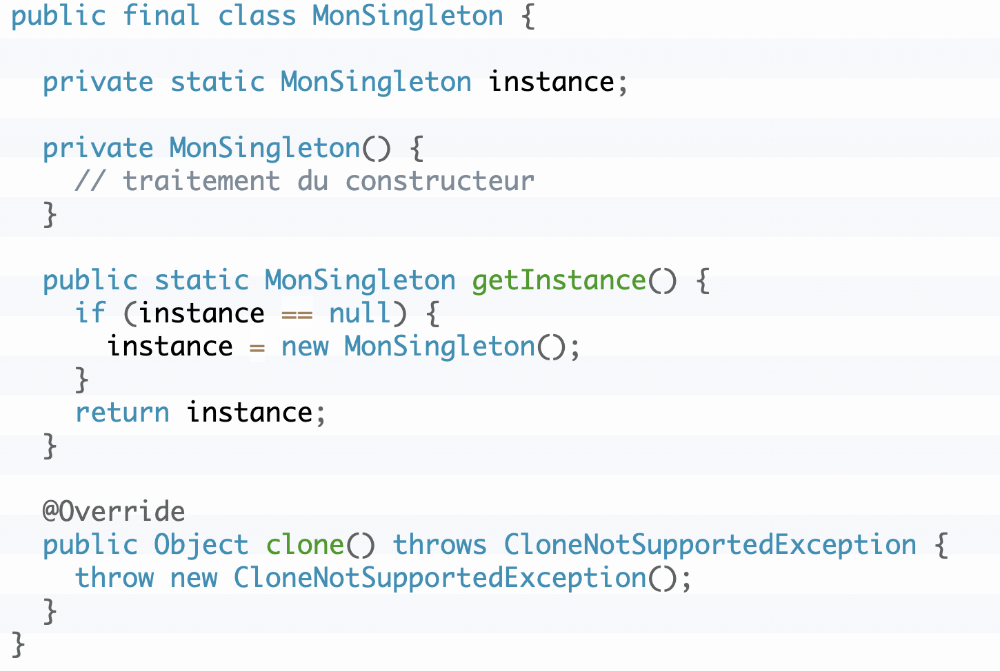 public final class MonSingleton {
private static MonSingleton instance;
private MonSingleton() {
// traitement du constructeur
}
public static MonSingleton getInstance() {
if (instance == null) {
instance = new MonSingleton();
}
return instance;
}
@Override
public Object clone() throws CloneNotSupportedException {
throw new CloneNotSupportedException();
}
}